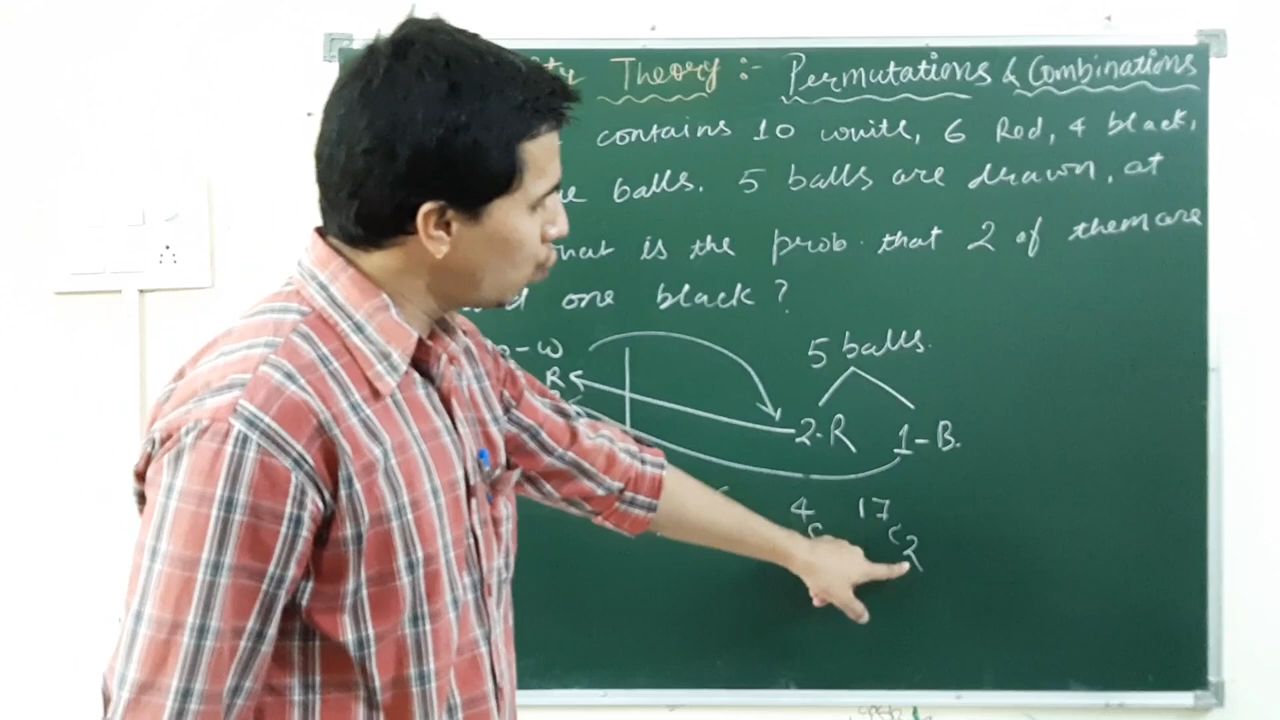 Theory :- Permutations & Combinations
contains 10 white, 6 Red, 4 black,
balls. 5 balls are drawn, at
is the prob. that 2 of them are
one black ?
- W
5 balls.
R
2-R 1-B.
4 17
C C
2